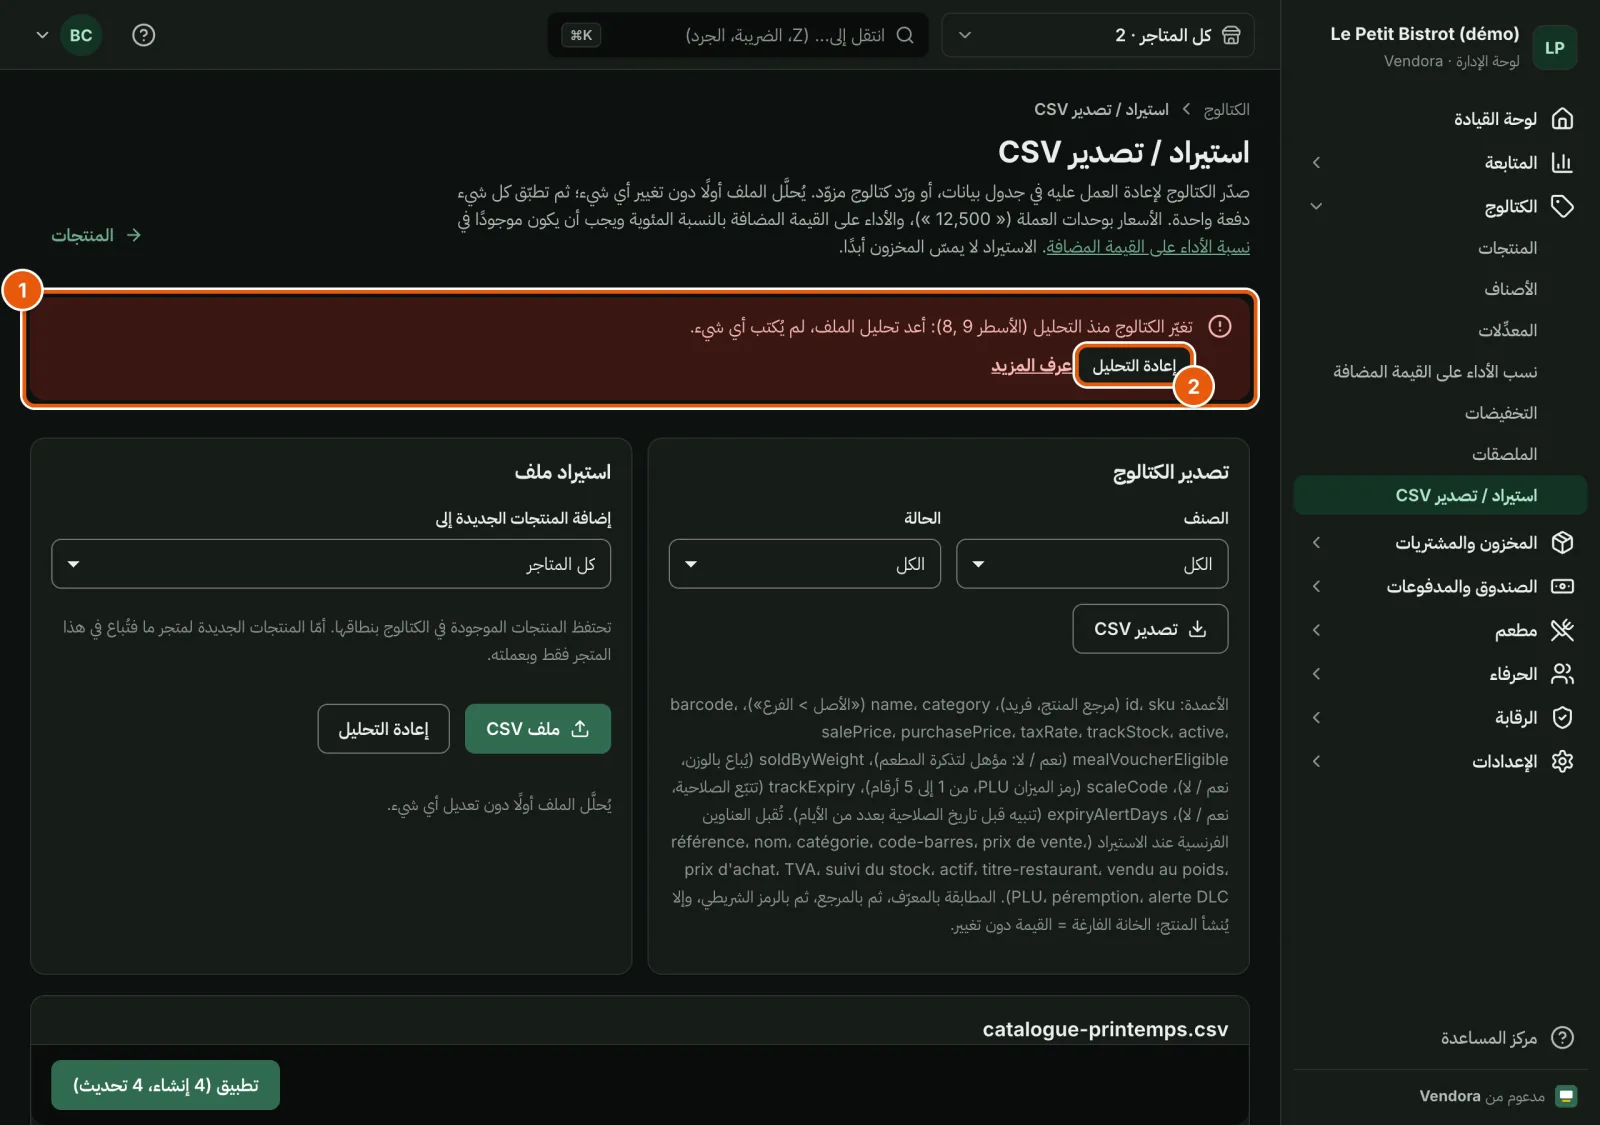 Le Petit Bistrot (démo)
لوحة الإدارة · Vendora
LP
كل المتاجر · 2
انتقل إلى... (Z، الضريبة، الجرد)
⌘K
BC
لوحة القيادة
المتابعة
الكتالوج
المنتجات
الأصناف
المعدِّلات
نسب الأداء على القيمة المضافة
التخفيضات
الملصقات
استيراد / تصدير CSV
المخزون والمشتريات
الصندوق والمدفوعات
مطعم
الحرفاء
الرقابة
الإعدادات
مركز المساعدة
مدعوم من Vendora
الكتالوج
استيراد / تصدير CSV
استيراد / تصدير CSV
صدّر الكتالوج لإعادة العمل عليه في جدول بيانات، أو ورّد كتالوج مزوّد. يُحلَّل الملف أولًا دون تغيير أي شيء؛ ثم تطبّق كل شيء
دفعة واحدة. الأسعار بوحدات العملة (« 12,500 »)، والأداء على القيمة المضافة بالنسبة المئوية ويجب أن يكون موجودًا في
نسبة الأداء على القيمة المضافة. الاستيراد لا يمسّ المخزون أبدًا.
المنتجات
1
تغيّر الكتالوج منذ التحليل (الأسطر 9 ,8): أعد تحليل الملف، لم يُكتب أي شيء.
إعادة التحليل
عرف المزيد
2
تصدير الكتالوج
الصنف
الحالة
الكل
الكل
تصدير CSV
الأعمدة: id، sku (مرجع المنتج، فريد)، name، category («الأصل > الفرع»)، barcode،
salePrice، purchasePrice، taxRate، trackStock، active،
mealVoucherEligible (نعم / لا: مؤهل لتذكرة المطعم)، soldByWeight (يُباع بالوزن،
نعم / لا)، scaleCode (رمز الميزان PLU، من 1 إلى 5 أرقام)، trackExpiry (تتبّع الصلاحية،
نعم / لا)، expiryAlertDays (تنبيه قبل تاريخ الصلاحية بعدد من الأيام). تُقبل العناوين
الفرنسية عند الاستيراد (référence، nom، catégorie، code-barres، prix de vente،
prix d'achat، TVA، suivi du stock، actif، titre-restaurant، vendu au poids،
PLU، péremption، alerte DLC). المطابقة بالمعرّف، ثم بالمرجع، ثم بالرمز الشريطي، وإلا
يُنشأ المنتج؛ الخانة الفارغة = القيمة دون تغيير.
استيراد ملف
إضافة المنتجات الجديدة إلى
كل المتاجر
تحتفظ المنتجات الموجودة في الكتالوج بنطاقها. أمّا المنتجات الجديدة لمتجر ما فتُباع في هذا
المتجر فقط وبعملته.
ملف CSV
إعادة التحليل
يُحلَّل الملف أولًا دون تعديل أي شيء.
catalogue-printemps.csv
تطبيق (4 إنشاء، 4 تحديث)